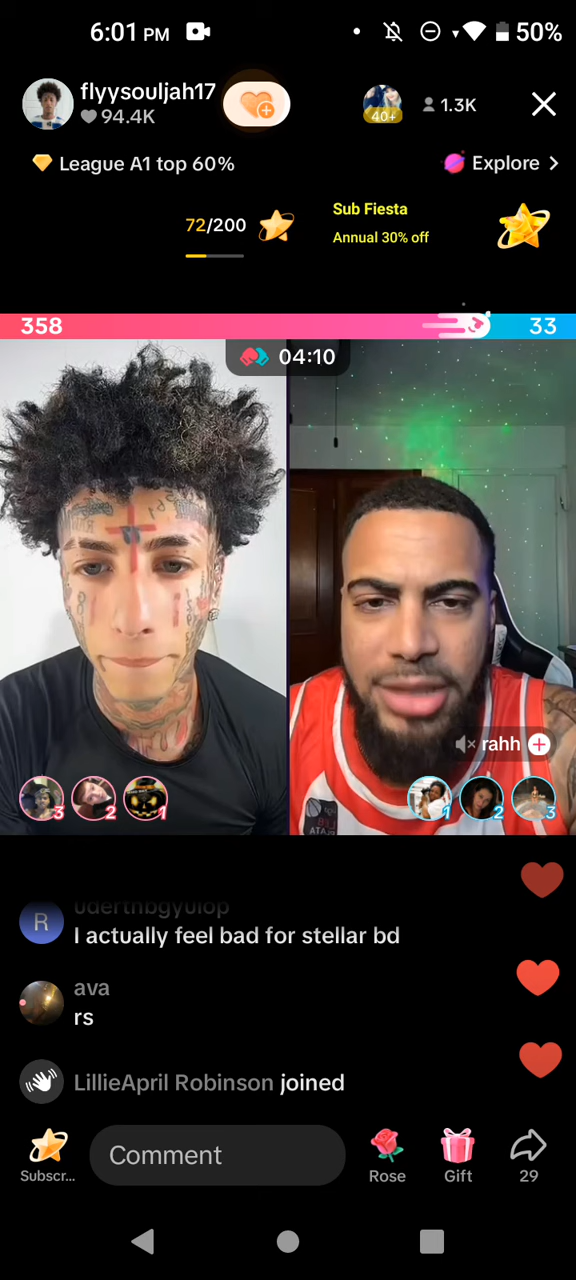 6:01 PM
50%
flyysouljah17
94.4K
40+
1.3K
League A1 top 60%
Explore >
72/200
Sub Fiesta
Annual 30% off
358
33
04:10
rahh
3
2
1
1
2
3
R
uderthbgyuiop
I actually feel bad for stellar bd
ava
rs
LillieApril Robinson joined
Subscr...
Comment
Rose
Gift
29